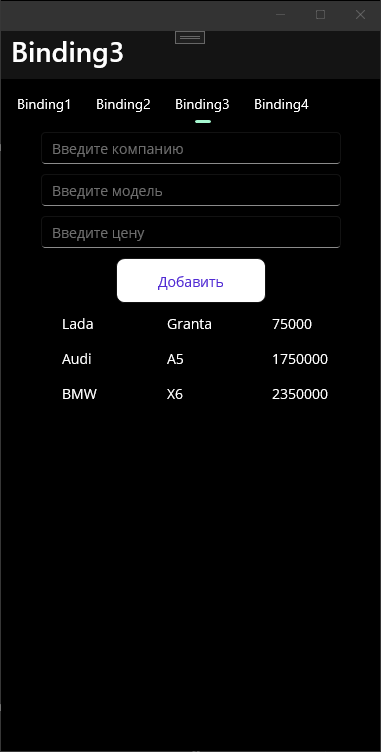 Binding3
Binding1 Binding2 Binding3 Binding4
Введите компанию
Введите модель
Введите цену
Добавить
Lada Granta 75000
Audi A5 1750000
BMW X6 2350000